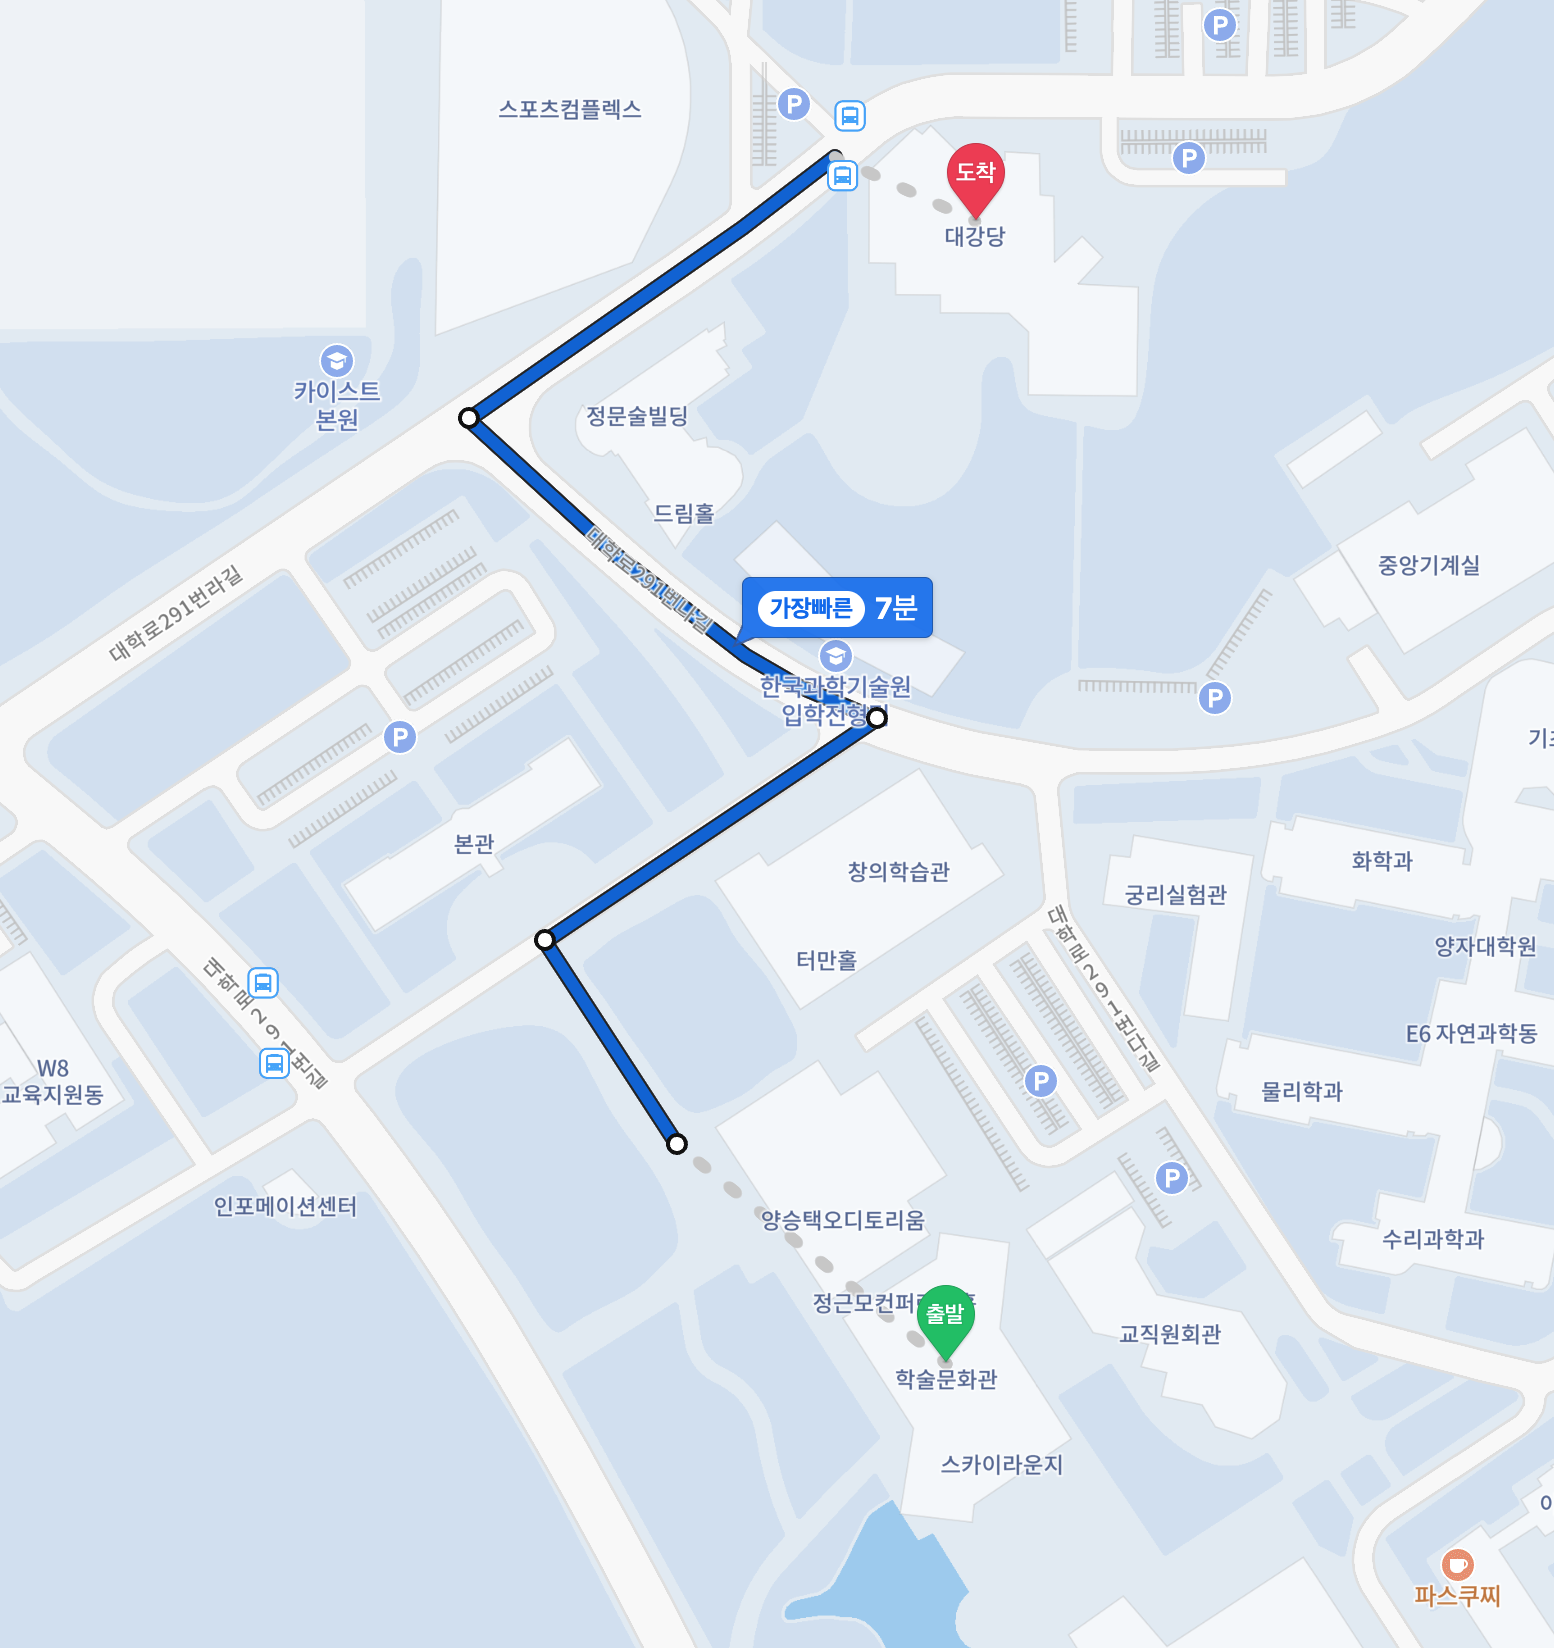 P
스포츠컴플렉스
P
P
도착
대강당
카이스트
본원
정문술빌딩
드림홀
대학로291번나길
중앙기계실
대학로291번라길
가장빠른 7분
한국과학기술원
P
P
본관
창의학습관
궁리실험관
화학과
터만홀
대학로291번다길
양자대학원
대학로291번길
E6 자연과학동
W8
교육지원동
P
물리학과
P
인포메이션센터
양승택오디토리움
수리과학과
출발
교직원회관
학술문화관
스카이라운지
파스쿠찌